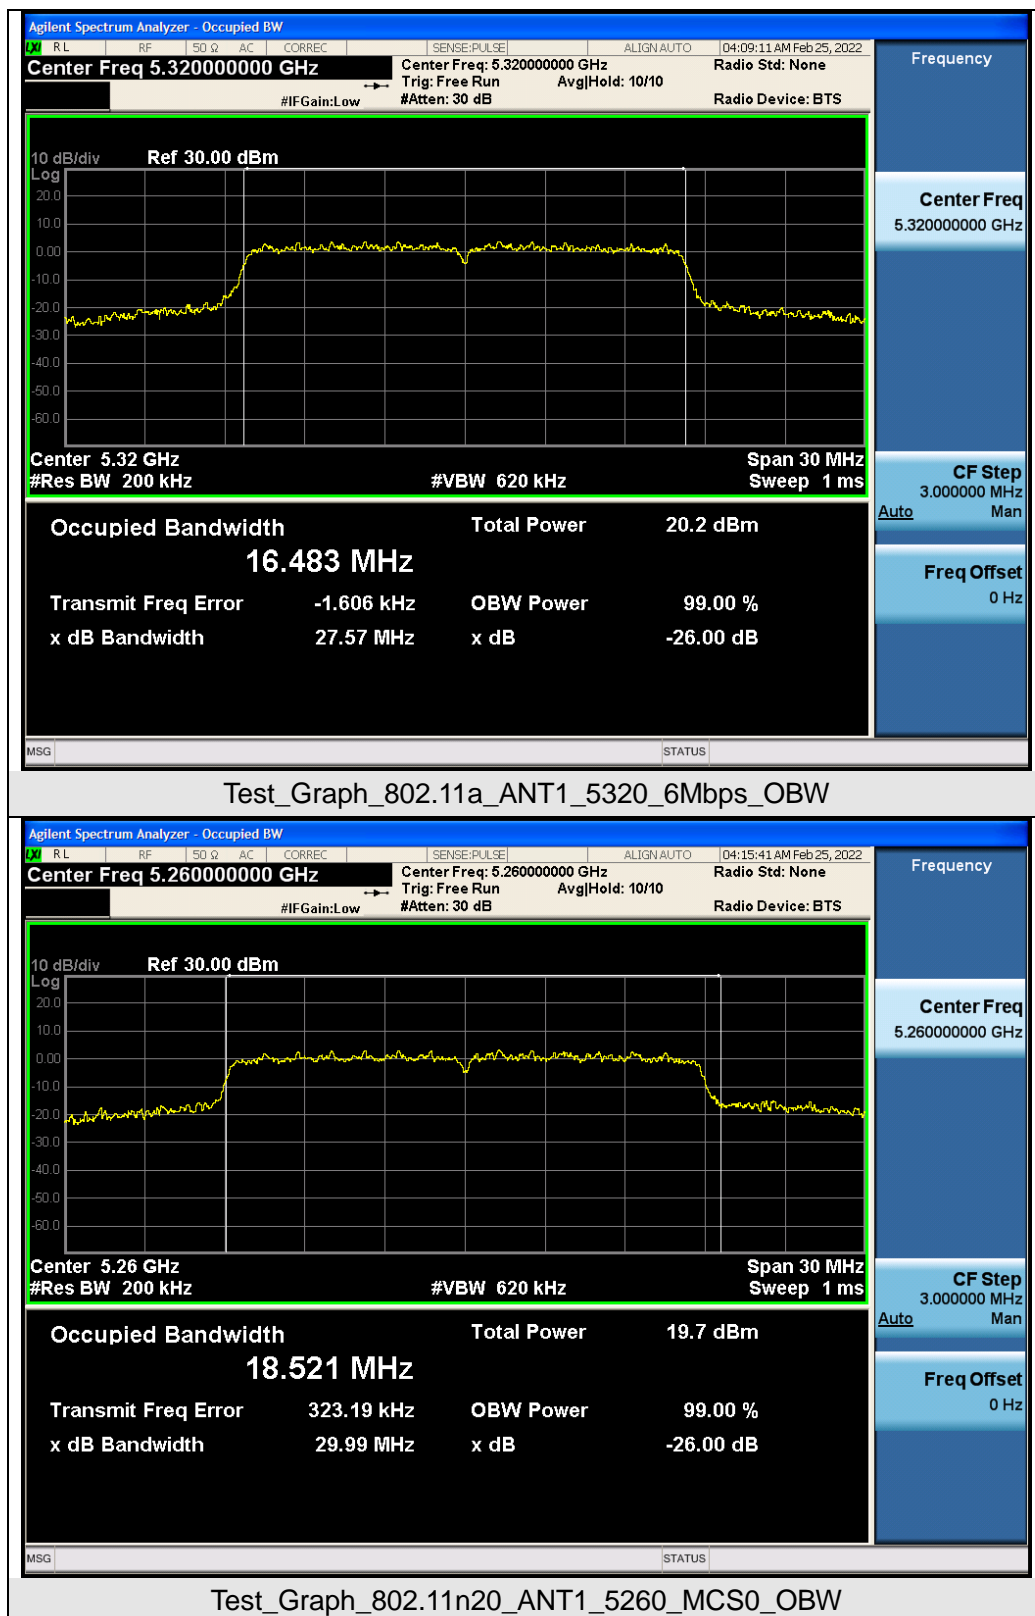 Agilent Spectrum Analyzer - Occupied BW
LXI RL RF 50 Ω AC CORREC SENSE:PULSE ALIGN AUTO 04:09:11 AM Feb 25, 2022
Center Freq 5.320000000 GHz
Center Freq: 5.320000000 GHz Radio Std: None
Trig: Free Run Avg|Hold: 10/10
#IFGain:Low #Atten: 30 dB Radio Device: BTS
Frequency
10 dB/div Ref 30.00 dBm
Log
20.0
10.0
0.00
-10.0
-20.0
-30.0
-40.0
-50.0
-60.0
Center 5.32 GHz Span 30 MHz
#Res BW 200 kHz #VBW 620 kHz Sweep 1 ms
Center Freq
5.320000000 GHz
CF Step
3.000000 MHz
Auto Man
Freq Offset
0 Hz
Occupied Bandwidth Total Power 20.2 dBm
16.483 MHz
Transmit Freq Error -1.606 kHz OBW Power 99.00 %
x dB Bandwidth 27.57 MHz x dB -26.00 dB
MSG STATUS
Test_Graph_802.11a_ANT1_5320_6Mbps_OBW
Agilent Spectrum Analyzer - Occupied BW
LXI RL RF 50 Ω AC CORREC SENSE:PULSE ALIGN AUTO 04:15:41 AM Feb 25, 2022
Center Freq 5.260000000 GHz
Center Freq: 5.260000000 GHz Radio Std: None
Trig: Free Run Avg|Hold: 10/10
#IFGain:Low #Atten: 30 dB Radio Device: BTS
Frequency
10 dB/div Ref 30.00 dBm
Log
20.0
10.0
0.00
-10.0
-20.0
-30.0
-40.0
-50.0
-60.0
Center 5.26 GHz Span 30 MHz
#Res BW 200 kHz #VBW 620 kHz Sweep 1 ms
Center Freq
5.260000000 GHz
CF Step
3.000000 MHz
Auto Man
Freq Offset
0 Hz
Occupied Bandwidth Total Power 19.7 dBm
18.521 MHz
Transmit Freq Error 323.19 kHz OBW Power 99.00 %
x dB Bandwidth 29.99 MHz x dB -26.00 dB
MSG STATUS
Test_Graph_802.11n20_ANT1_5260_MCS0_OBW